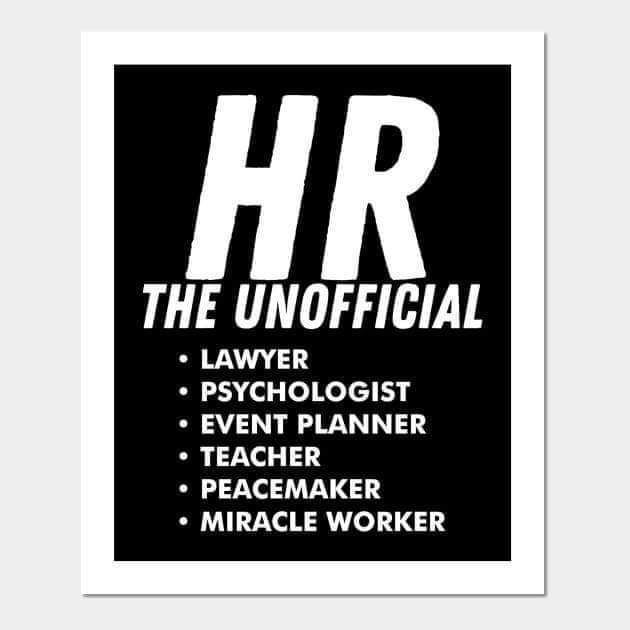 HR
THE UNOFFICIAL
• LAWYER
• PSYCHOLOGIST
• EVENT PLANNER
• TEACHER
• PEACEMAKER
• MIRACLE WORKER